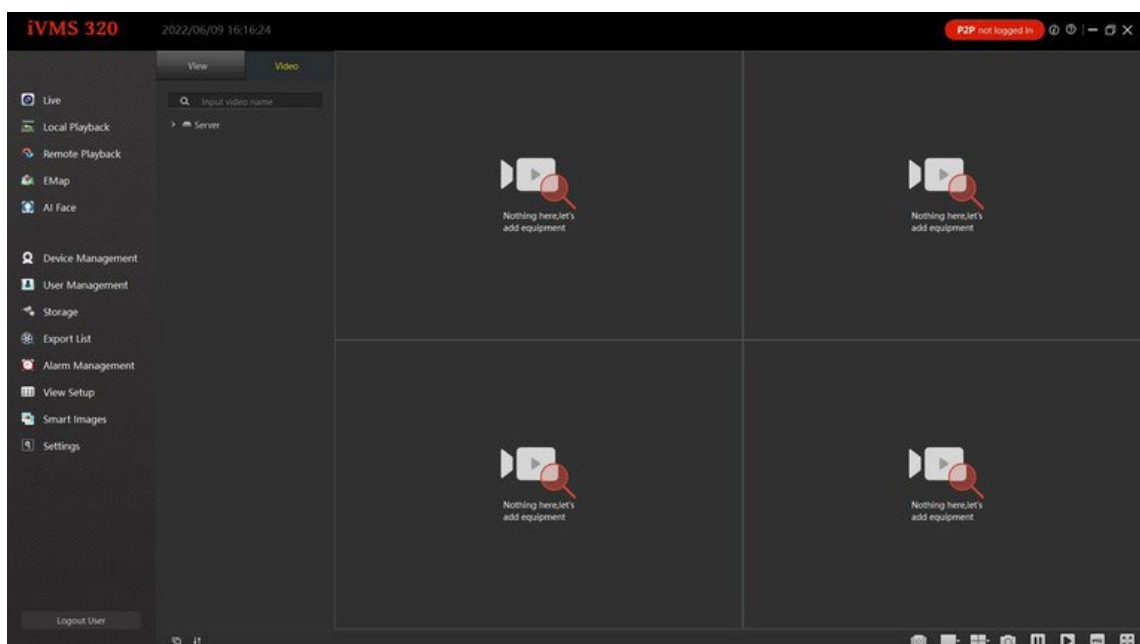 iVMS 320
2022/06/09 16:16:24
P2P not logged in
View
Video
Input video name
Server
Live
Local Playback
Remote Playback
EMap
AI Face
Device Management
User Management
Storage
Export List
Alarm Management
View Setup
Smart Images
Settings
Logout User
Nothing here,let's
add equipment
Nothing here,let's
add equipment
Nothing here,let's
add equipment
Nothing here,let's
add equipment